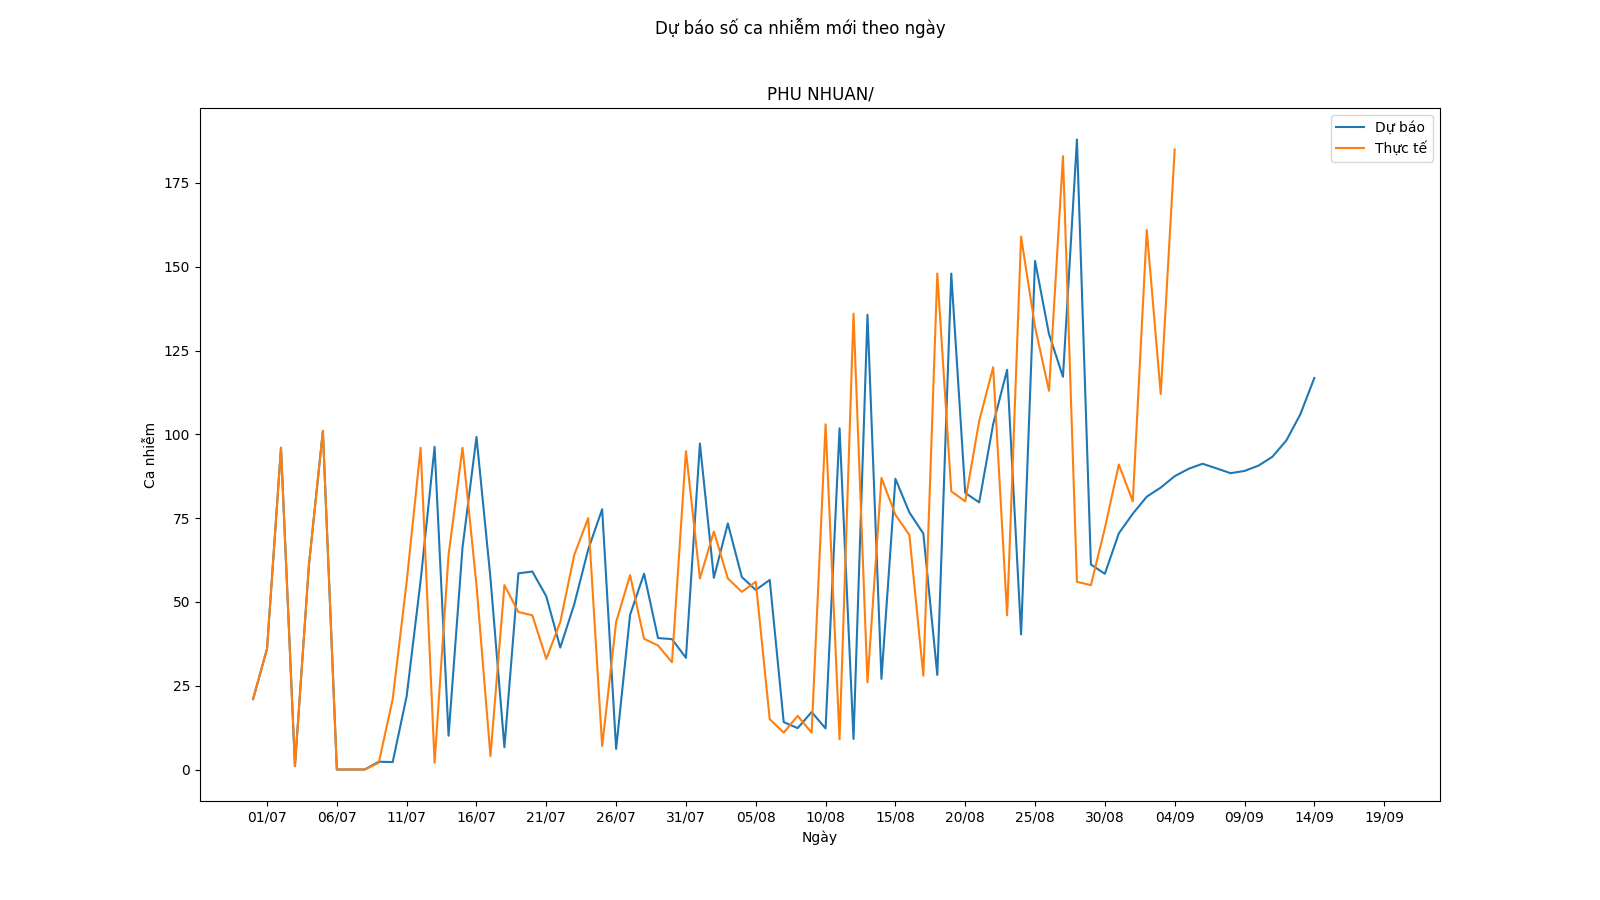 Dự báo số ca nhiễm mới theo ngày
PHU NHUAN/
Dự báo
Thực tế
175
150
125
100
75
50
25
0
Ca nhiễm
01/07 06/07 11/07 16/07 21/07 26/07 31/07 05/08 10/08 15/08 20/08 25/08 30/08 04/09 09/09 14/09 19/09
Ngày